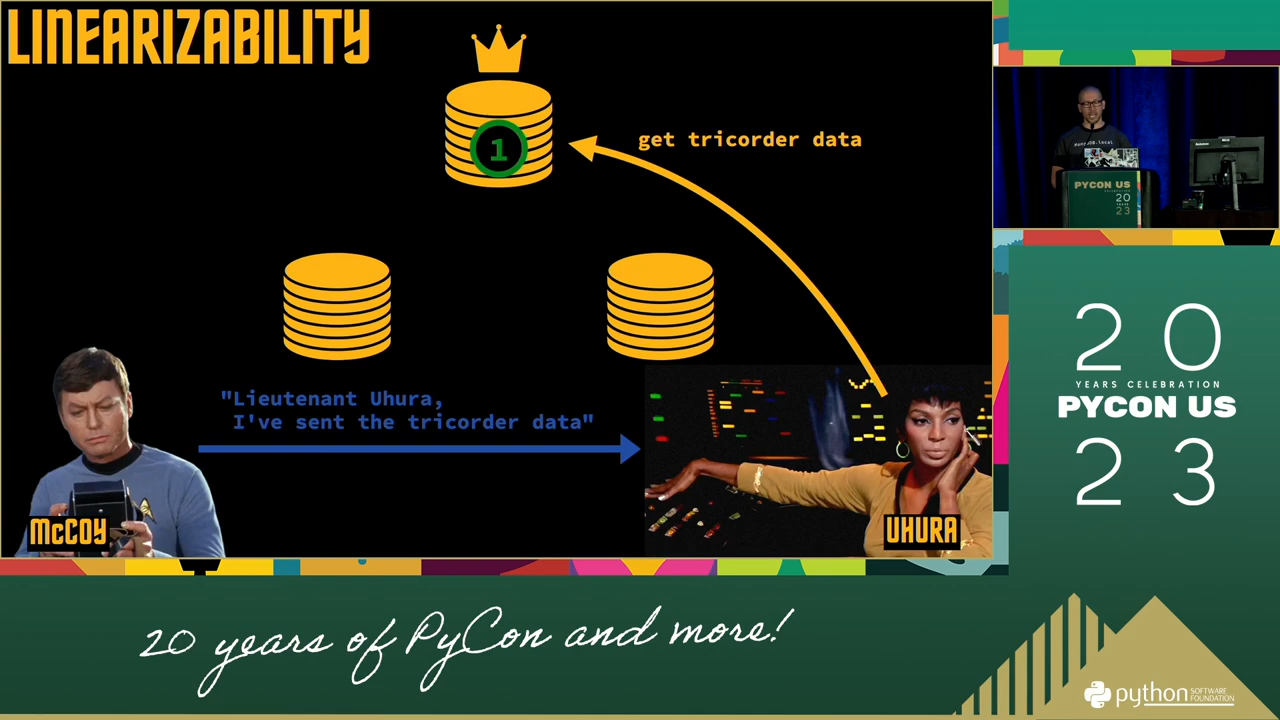 LINEARIZABILITY
1
get tricorder data
"Lieutenant Uhura,
I've sent the tricorder data"
McCOY
UHURA
PYCON US
20
23
20
YEARS CELEBRATION
PYCON US
23
20 years of PyCon and more!
python SOFTWARE
FOUNDATION